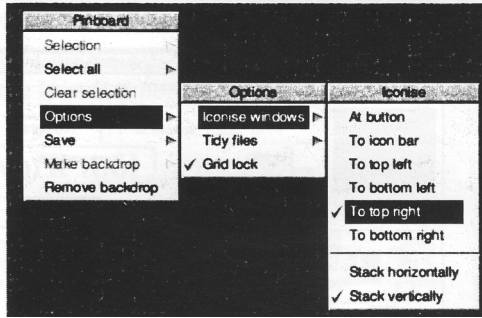 Pinboard
Selection
Select all
Clear selection
Options
Save
Make backdrop
Remove backdrop
Options
Iconise windows
Tidy files
✓ Grid lock
Iconise
At button
To icon bar
To top left
To bottom left
✓ To top right
To bottom right
Stack horizontally
✓ Stack vertically